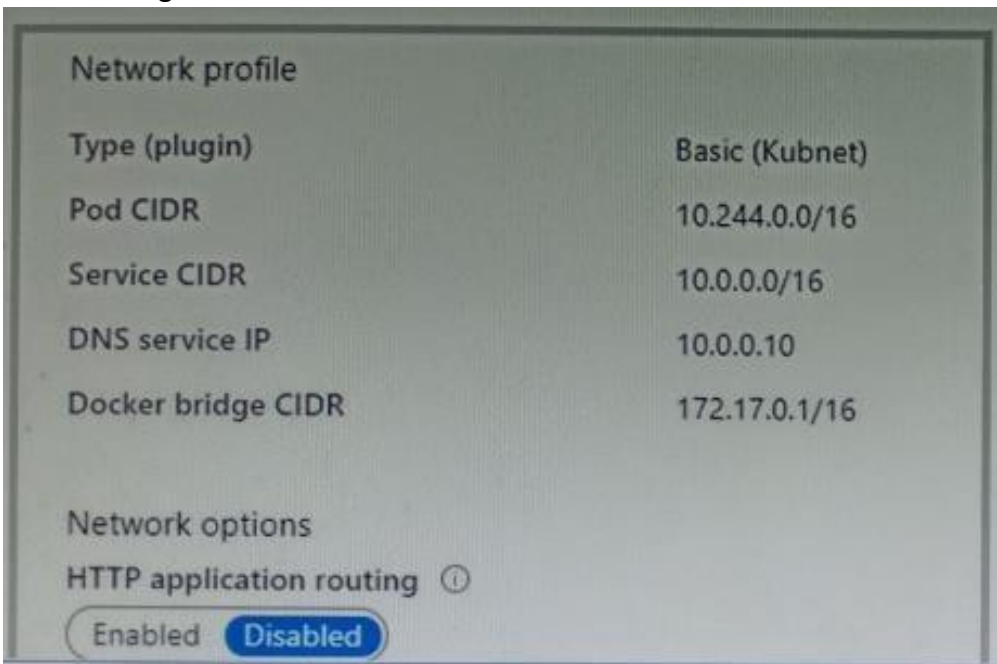 Network profile
Type (plugin) Basic (Kubnet)
Pod CIDR 10.244.0.0/16
Service CIDR 10.0.0.0/16
DNS service IP 10.0.0.10
Docker bridge CIDR 172.17.0.1/16
Network options
HTTP application routing
Enabled Disabled